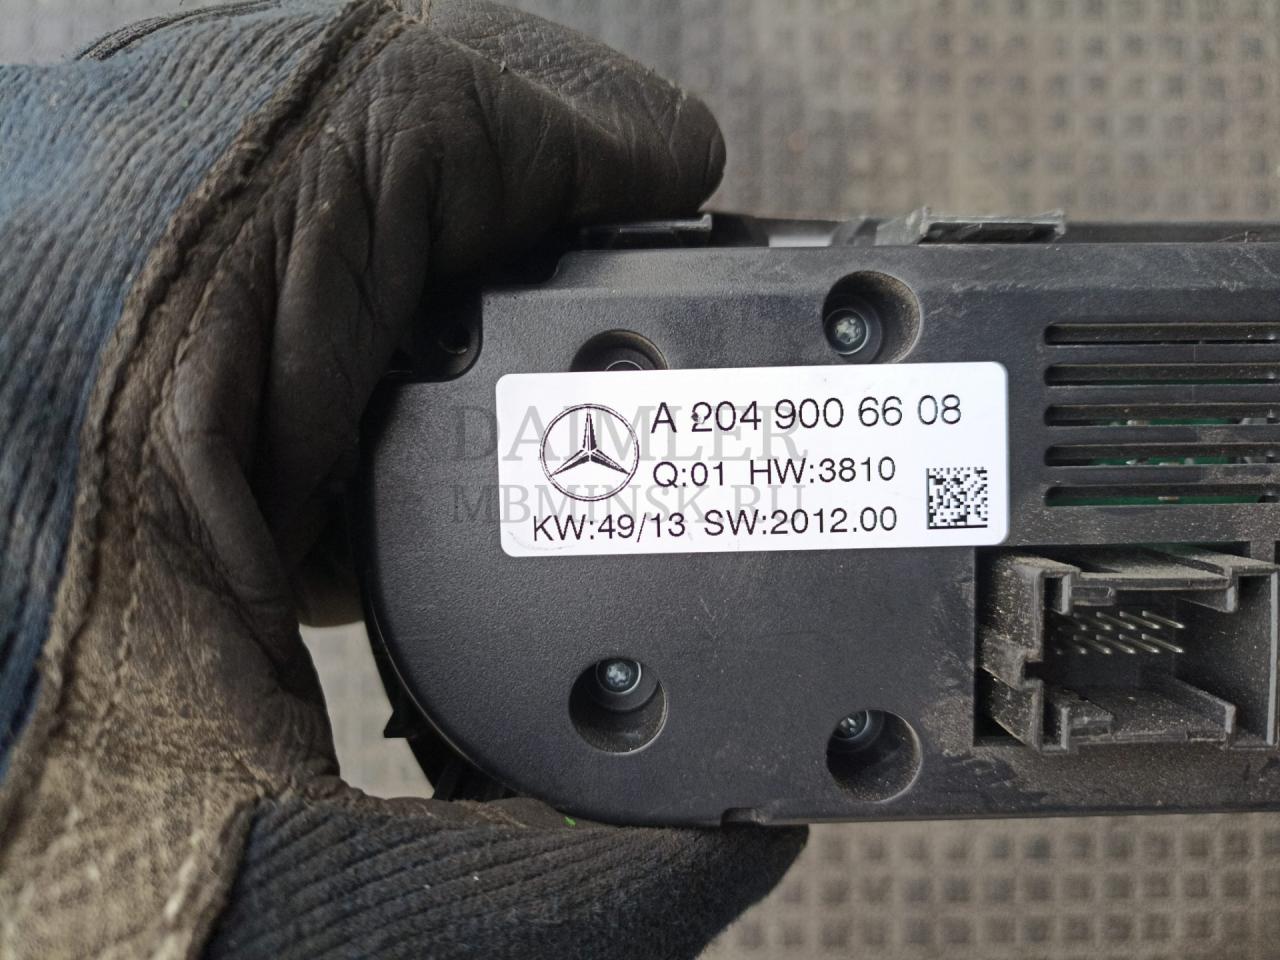 A 204 900 66 08
Q:01 HW:3810
KW:49/13 SW:2012.00
DAIMLER
MBMINSK.RU